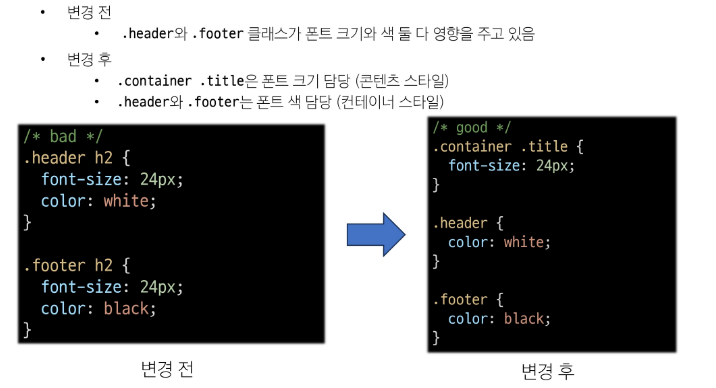 • 변경 전
• .header와 .footer 클래스가 폰트 크기와 색 둘 다 영향을 주고 있음
• 변경 후
• .container .title은 폰트 크기 담당 (콘텐츠 스타일)
• .header와 .footer는 폰트 색 담당 (컨테이너 스타일)
/* bad */
.header h2 {
  font-size: 24px;
  color: white;
}

.footer h2 {
  font-size: 24px;
  color: black;
}
변경 전
/* good */
.container .title {
  font-size: 24px;
}

.header {
  color: white;
}

.footer {
  color: black;
}
변경 후